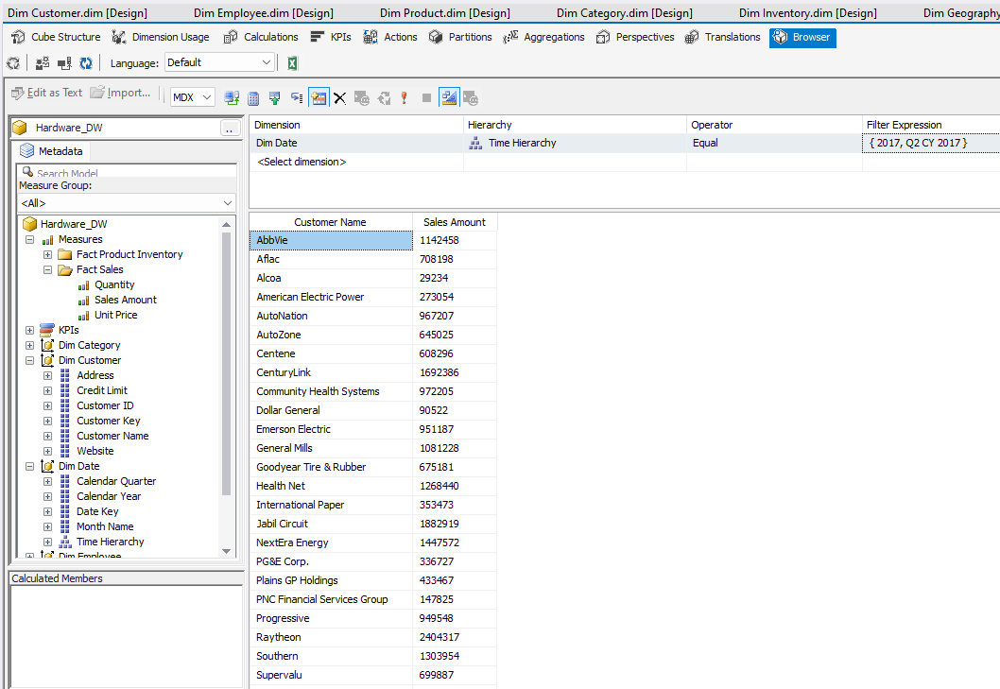 Dim Customer.dim [Design] Dim Employee.dim [Design] Dim Product.dim [Design] Dim Category.dim [Design] Dim Inventory.dim [Design] Dim Geography
Cube Structure Dimension Usage Calculations KPIs Actions Partitions Aggregations Perspectives Translations Browser
Language: Default
Edit as Text Import... MDX
Hardware_DW ..
Metadata
Search Model
Measure Group:
<All>
Hardware_DW
Measures
Fact Product Inventory
Fact Sales
Quantity
Sales Amount
Unit Price
KPIs
Dim Category
Dim Customer
Address
Credit Limit
Customer ID
Customer Key
Customer Name
Website
Dim Date
Calendar Quarter
Calendar Year
Date Key
Month Name
Time Hierarchy
Dim Employee
Calculated Members
Dimension Hierarchy Operator Filter Expression
Dim Date Time Hierarchy Equal { 2017, Q2 CY 2017 }
<Select dimension>
Customer Name Sales Amount
AbbVie 1142458
Aflac 708198
Alcoa 29234
American Electric Power 273054
AutoNation 967207
AutoZone 645025
Centene 608296
CenturyLink 1692386
Community Health Systems 972205
Dollar General 90522
Emerson Electric 951187
General Mills 1081228
Goodyear Tire & Rubber 675181
Health Net 1268440
International Paper 353473
Jabil Circuit 1882919
NextEra Energy 1447572
PG&E Corp. 336727
Plains GP Holdings 433467
PNC Financial Services Group 147825
Progressive 949548
Raytheon 2404317
Southern 1303954
Supervalu 699887